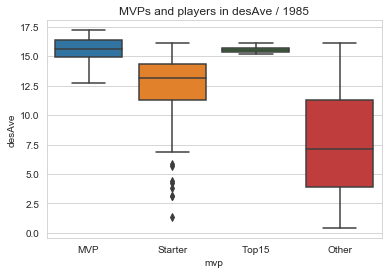 MVPs and players in desAve / 1985
desAve
17.5
15.0
12.5
10.0
7.5
5.0
2.5
0.0
MVP Starter Top15 Other
mvp